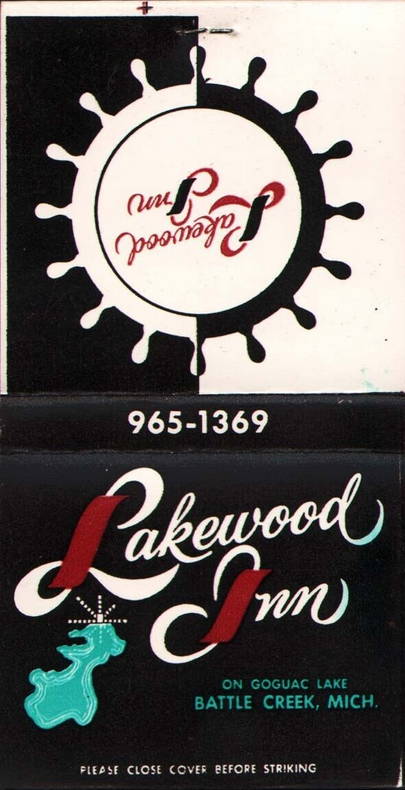 Lakewood
Inn
965-1369
Lakewood
Inn
ON GOGUAC LAKE
BATTLE CREEK, MICH.
PLEASE CLOSE COVER BEFORE STRIKING